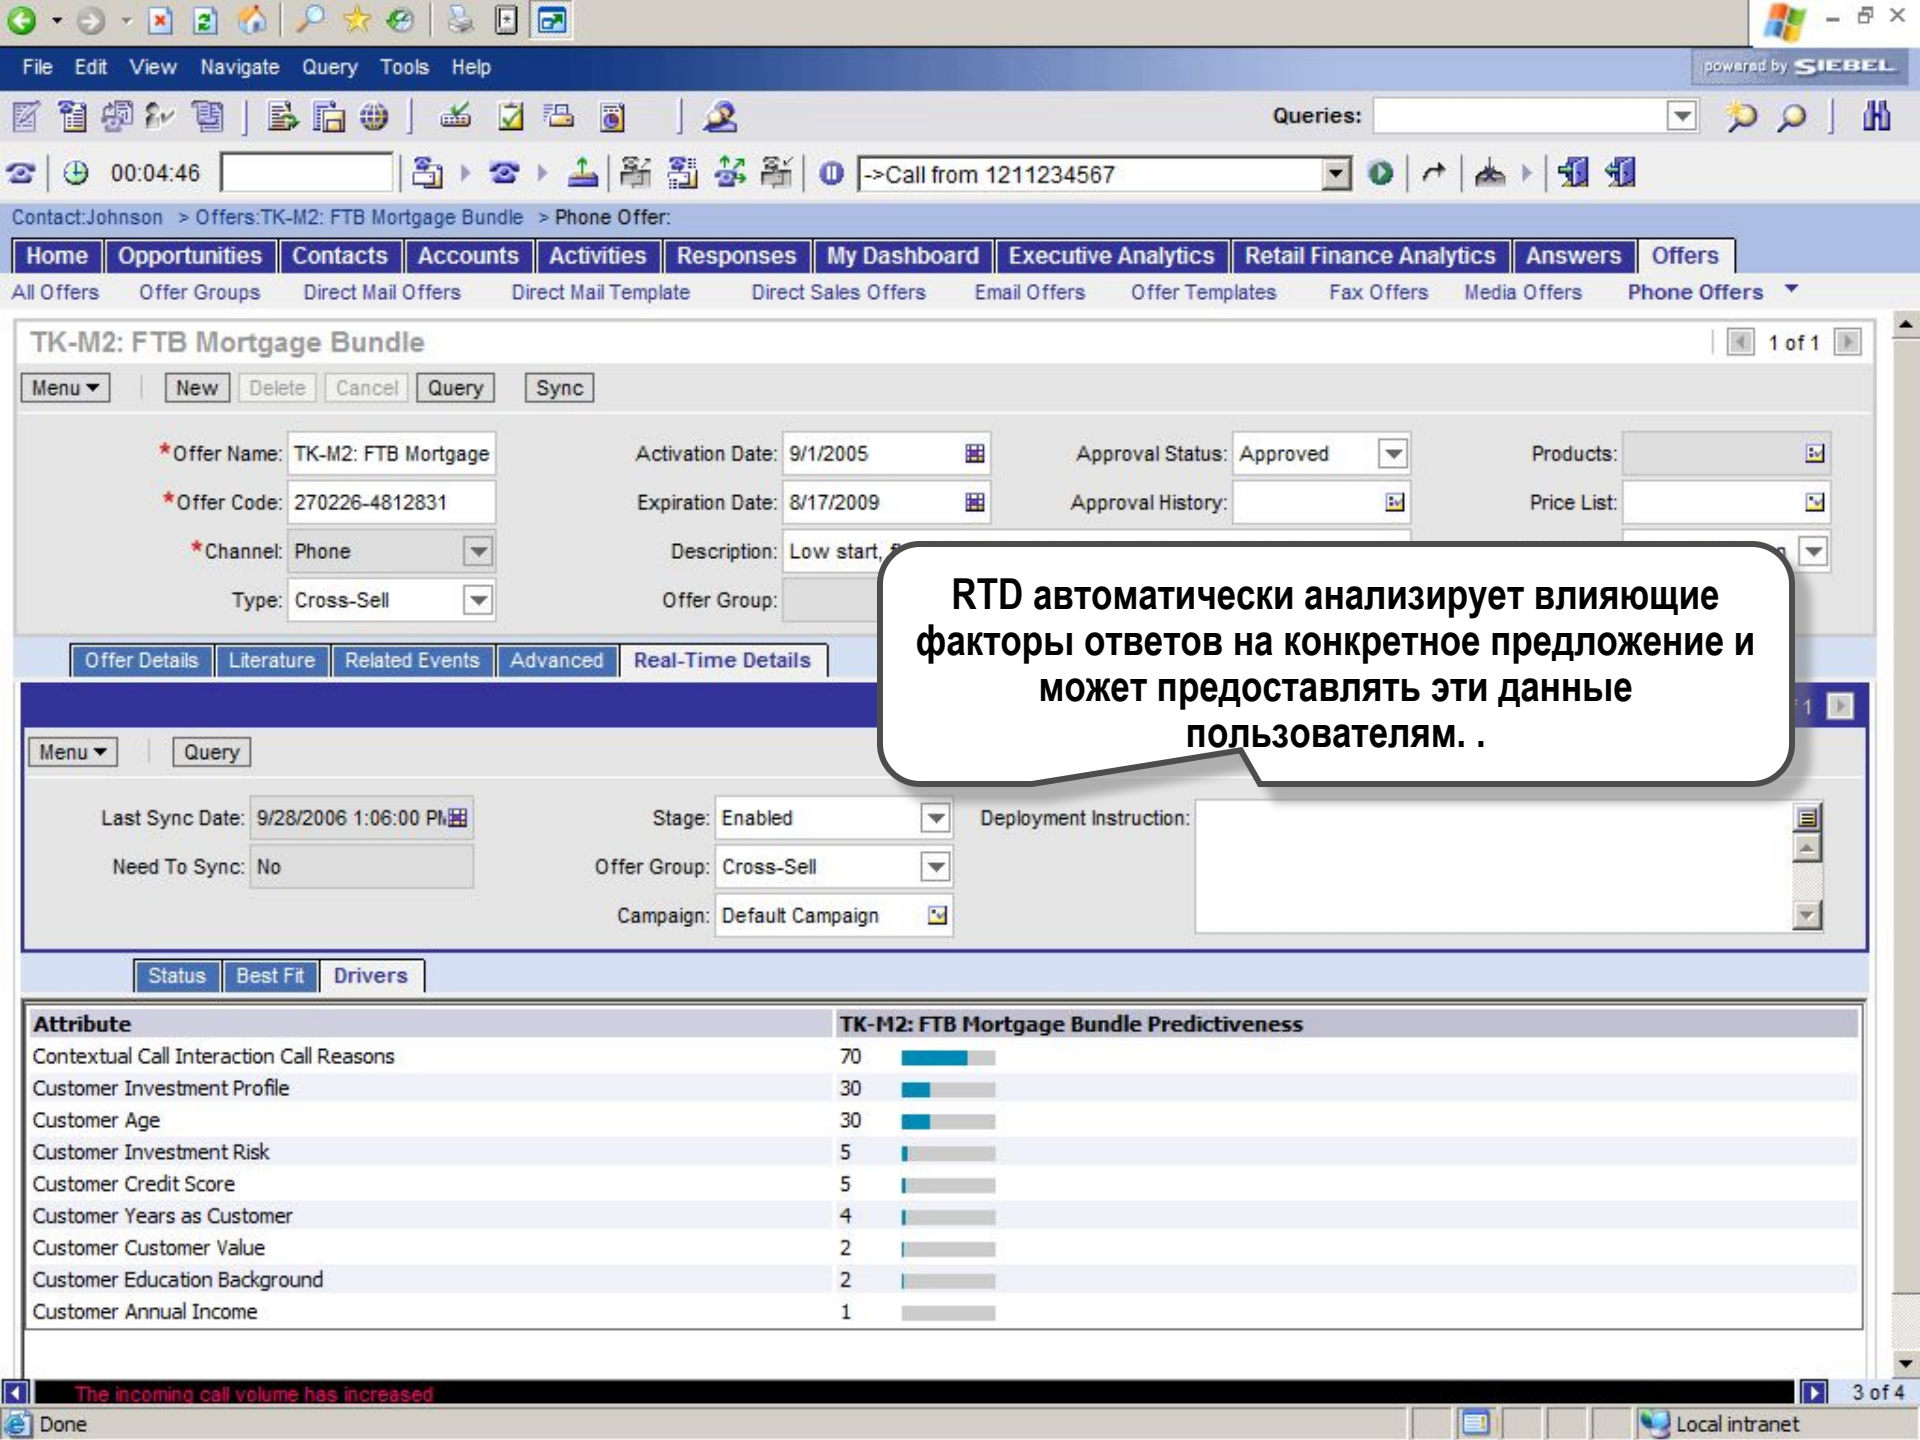 File Edit View Navigate Query Tools Help
powered by SIEBEL
Queries:
00:04:46
->Call from 1211234567
Contact:Johnson > Offers:TK-M2: FTB Mortgage Bundle > Phone Offer:
Home Opportunities Contacts Accounts Activities Responses My Dashboard Executive Analytics Retail Finance Analytics Answers Offers
All Offers Offer Groups Direct Mail Offers Direct Mail Template Direct Sales Offers Email Offers Offer Templates Fax Offers Media Offers Phone Offers
TK-M2: FTB Mortgage Bundle
1 of 1
Menu New Delete Cancel Query Sync
*Offer Name: TK-M2: FTB Mortgage Activation Date: 9/1/2005 Approval Status: Approved Products:
*Offer Code: 270226-4812831 Expiration Date: 8/17/2009 Approval History: Price List:
*Channel: Phone Description: Low start,
Type: Cross-Sell Offer Group:
RTD автоматически анализирует влияющие
факторы ответов на конкретное предложение и
может предоставлять эти данные
пользователям. .
Offer Details Literature Related Events Advanced Real-Time Details
1
Menu Query
Last Sync Date: 9/28/2006 1:06:00 PM Stage: Enabled Deployment Instruction:
Need To Sync: No Offer Group: Cross-Sell
Campaign: Default Campaign
Status Best Fit Drivers
Attribute TK-M2: FTB Mortgage Bundle Predictiveness
Contextual Call Interaction Call Reasons 70
Customer Investment Profile 30
Customer Age 30
Customer Investment Risk 5
Customer Credit Score 5
Customer Years as Customer 4
Customer Customer Value 2
Customer Education Background 2
Customer Annual Income 1
The incoming call volume has increased
3 of 4
Done
Local intranet